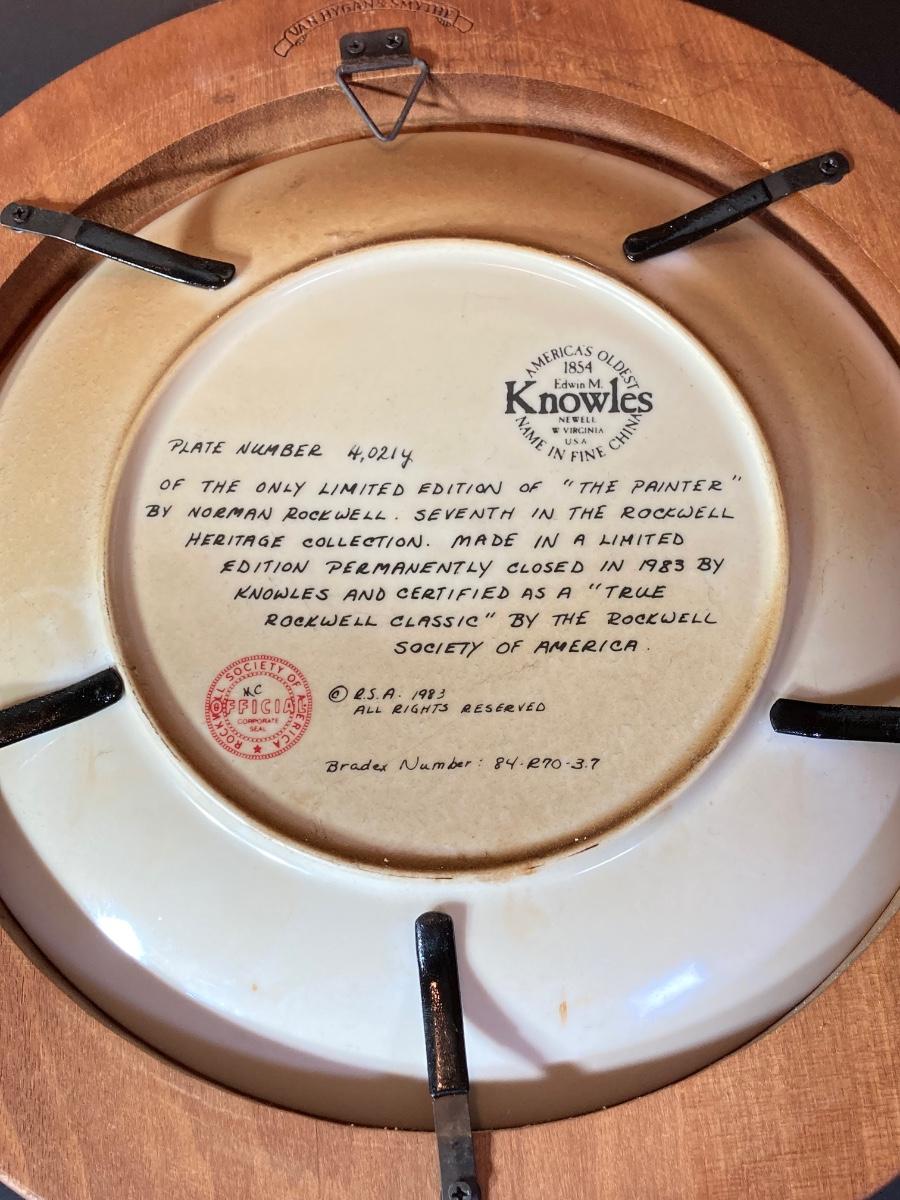 VAN HYGAN & SMYTHE
AMERICA'S OLDEST
1854
Edwin M.
Knowles
NEWELL
W VIRGINIA
U.S.A
NAME IN FINE CHINA
PLATE NUMBER 4,021y
OF THE ONLY LIMITED EDITION OF "THE PAINTER"
BY NORMAN ROCKWELL. SEVENTH IN THE ROCKWELL
HERITAGE COLLECTION. MADE IN A LIMITED
EDITION PERMANENTLY CLOSED IN 1983 BY
KNOWLES AND CERTIFIED AS A "TRUE
ROCKWELL CLASSIC" BY THE ROCKWELL
SOCIETY OF AMERICA.
ROCKWELL SOCIETY OF AMERICA
MC
OFFICIAL
CORPORATE
SEAL
© R.S.A. 1983
ALL RIGHTS RESERVED
Bradex Number: 84-R70-3.7